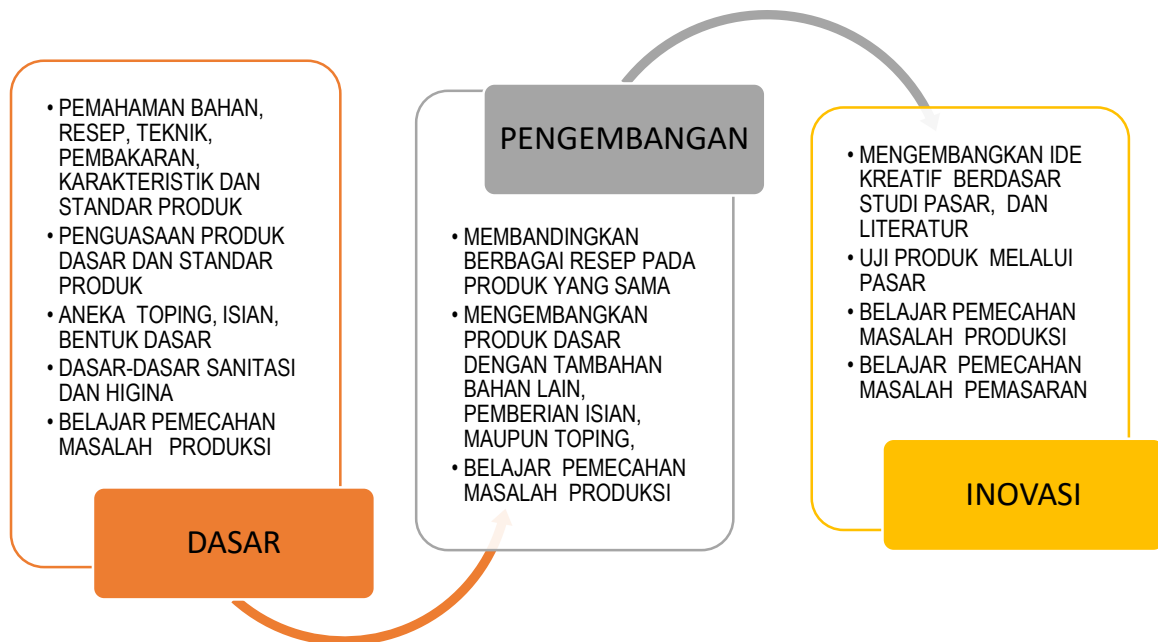 • PEMAHAMAN BAHAN,
RESEP, TEKNIK,
PEMBAKARAN,
KARAKTERISTIK DAN
STANDAR PRODUK
• PENGUASAAN PRODUK
DASAR DAN STANDAR
PRODUK
• ANEKA TOPING, ISIAN,
BENTUK DASAR
• DASAR-DASAR SANITASI
DAN HIGINA
• BELAJAR PEMECAHAN
MASALAH PRODUKSI
DASAR
PENGEMBANGAN
• MEMBANDINGKAN
BERBAGAI RESEP PADA
PRODUK YANG SAMA
• MENGEMBANGKAN
PRODUK DASAR
DENGAN TAMBAHAN
BAHAN LAIN,
PEMBERIAN ISIAN,
MAUPUN TOPING,
• BELAJAR PEMECAHAN
MASALAH PRODUKSI
• MENGEMBANGKAN IDE
KREATIF BERDASAR
STUDI PASAR, DAN
LITERATUR
• UJI PRODUK MELALUI
PASAR
• BELAJAR PEMECAHAN
MASALAH PRODUKSI
• BELAJAR PEMECAHAN
MASALAH PEMASARAN
INOVASI